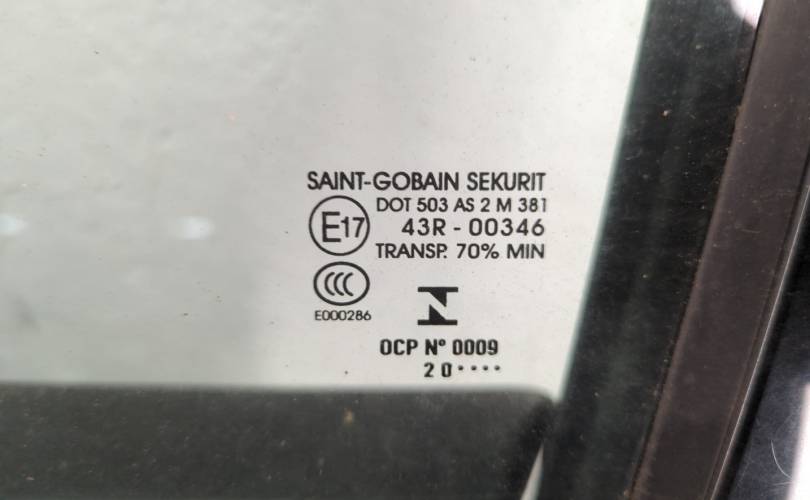 SAINT-GOBAIN SEKURIT
DOT 503 AS 2 M 381
E17
43R - 00346
TRANSP. 70% MIN
CCC
E000286
N
OCP Nº 0009
20····